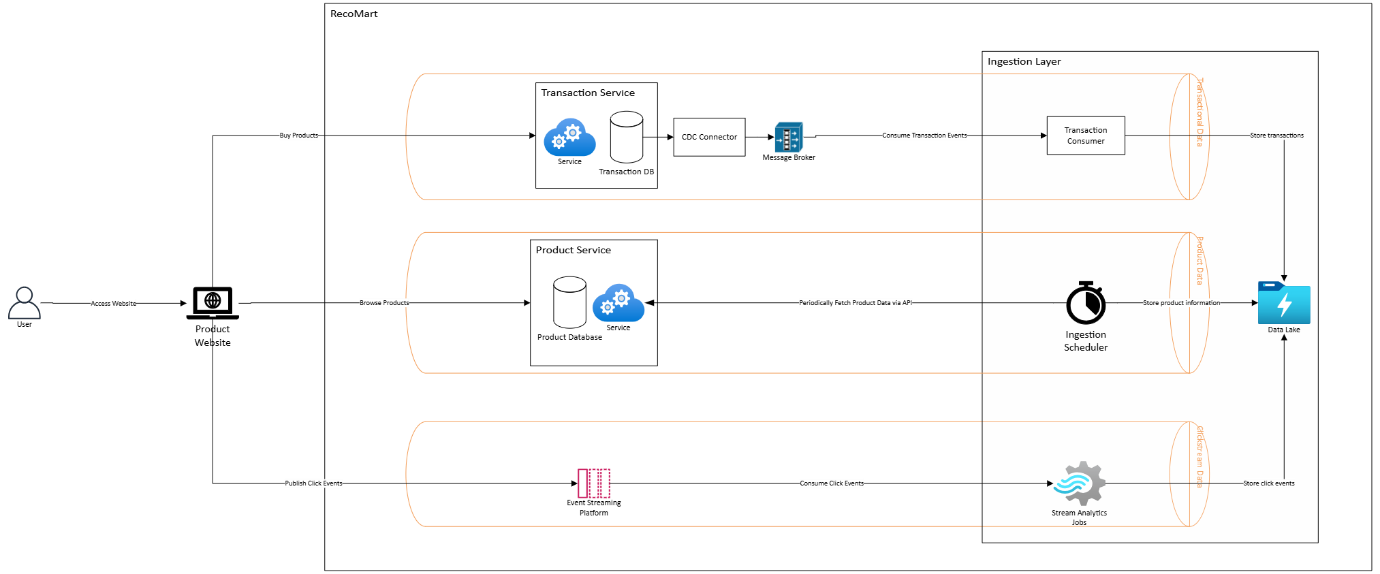 RecoMart
Ingestion Layer
Transactional Data
Transaction Service
Service
Transaction DB
CDC Connector
Message Broker
Buy Products
Consume Transaction Events
Transaction
Consumer
Store transactions
Product Data
Product Service
Product Database
Service
User
Access Website
Product
Website
Browse Products
Periodically Fetch Product Data via API
Ingestion
Scheduler
Store product information
Data Lake
Clickstream Data
Publish Click Events
Event Streaming
Platform
Consume Click Events
Stream Analytics
Jobs
Store click events